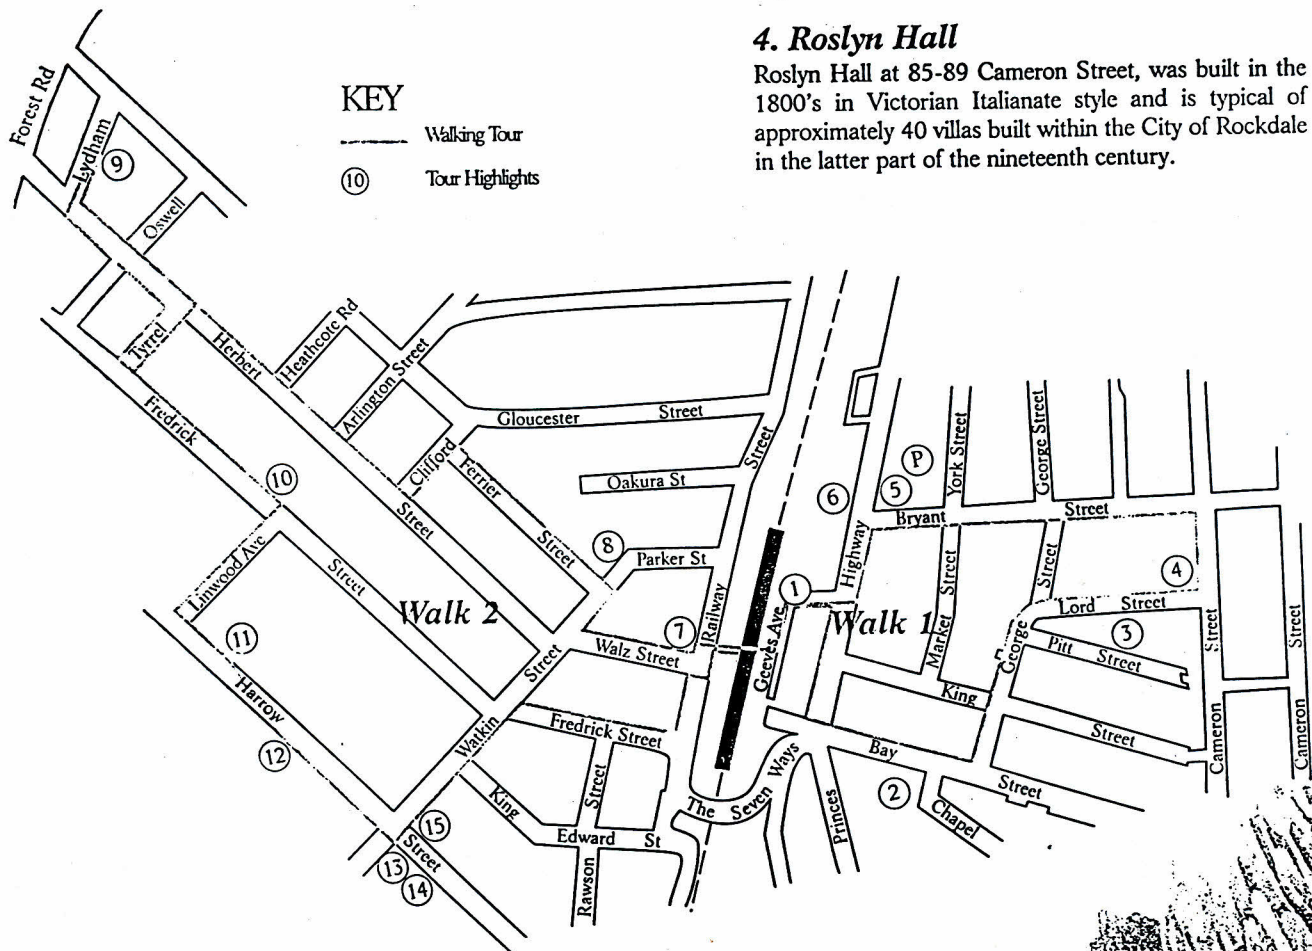 4. Roslyn Hall
Roslyn Hall at 85-89 Cameron Street, was built in the
1800's in Victorian Italianate style and is typical of
approximately 40 villas built within the City of Rockdale
in the latter part of the nineteenth century.
KEY
Walking Tour
10 Tour Highlights
Forest Rd
Lydham
9
Oswell
Tyrrel
Herbert
Street
Heathcote Rd
Arlington Street
Fredrick
Street
10
Clifford
Ferrier
Street
Gloucester Street
Oakura St
Street
Railway
8
Parker St
7
Walz Street
Linwood Ave
11
Walk 2
Harrow
Street
12
Watkin
Street
Fredrick Street
King
Edward St
Street
Rawson
15
13
14
The Seven Ways
Princes
Highway
6
5
P
York Street
George Street
Bryant Street
1
Geeves Ave
Walk 1
Market Street
George
Street
4
Lord Street
3
Pitt Street
King
Street
Bay
Street
2
Chapel
Cameron
Street
Cameron
Street